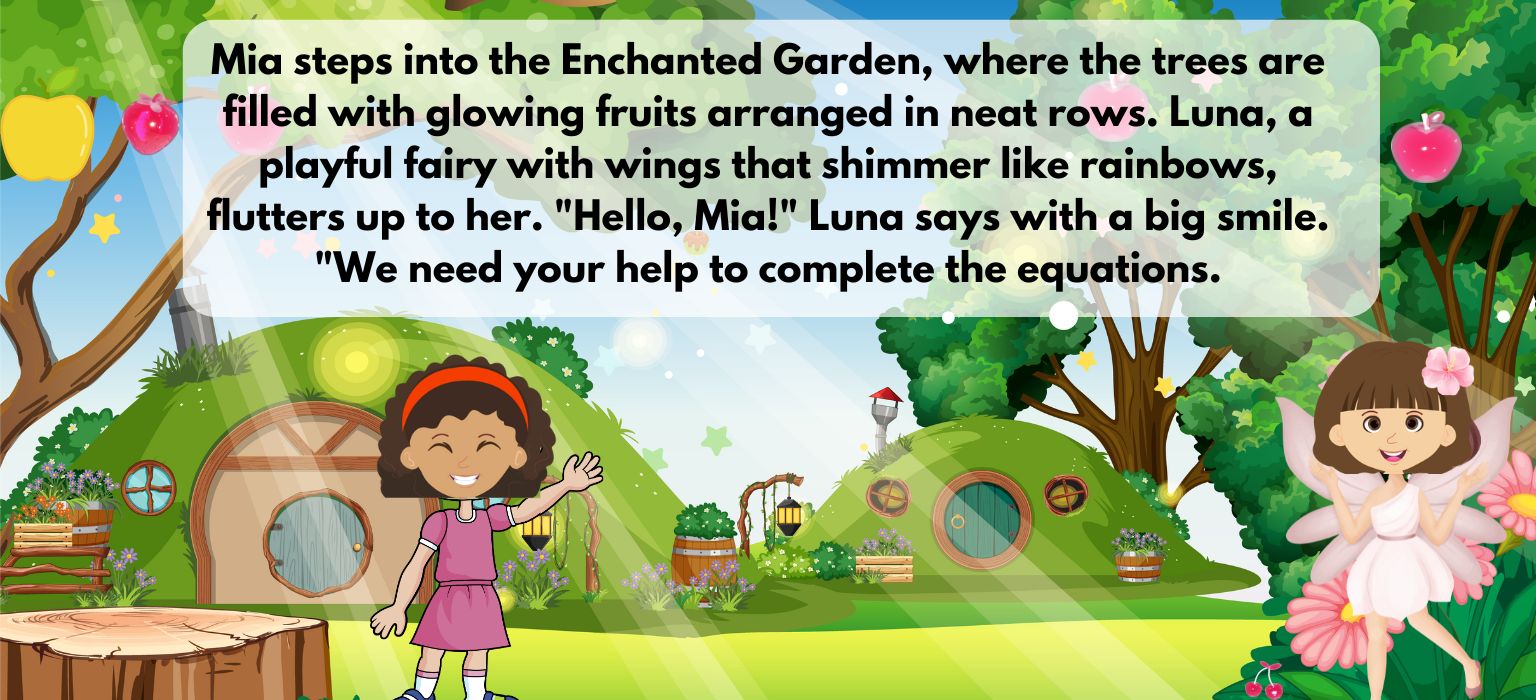 Mia steps into the Enchanted Garden, where the trees are
filled with glowing fruits arranged in neat rows. Luna, a
playful fairy with wings that shimmer like rainbows,
flutters up to her. "Hello, Mia!" Luna says with a big smile.
"We need your help to complete the equations.